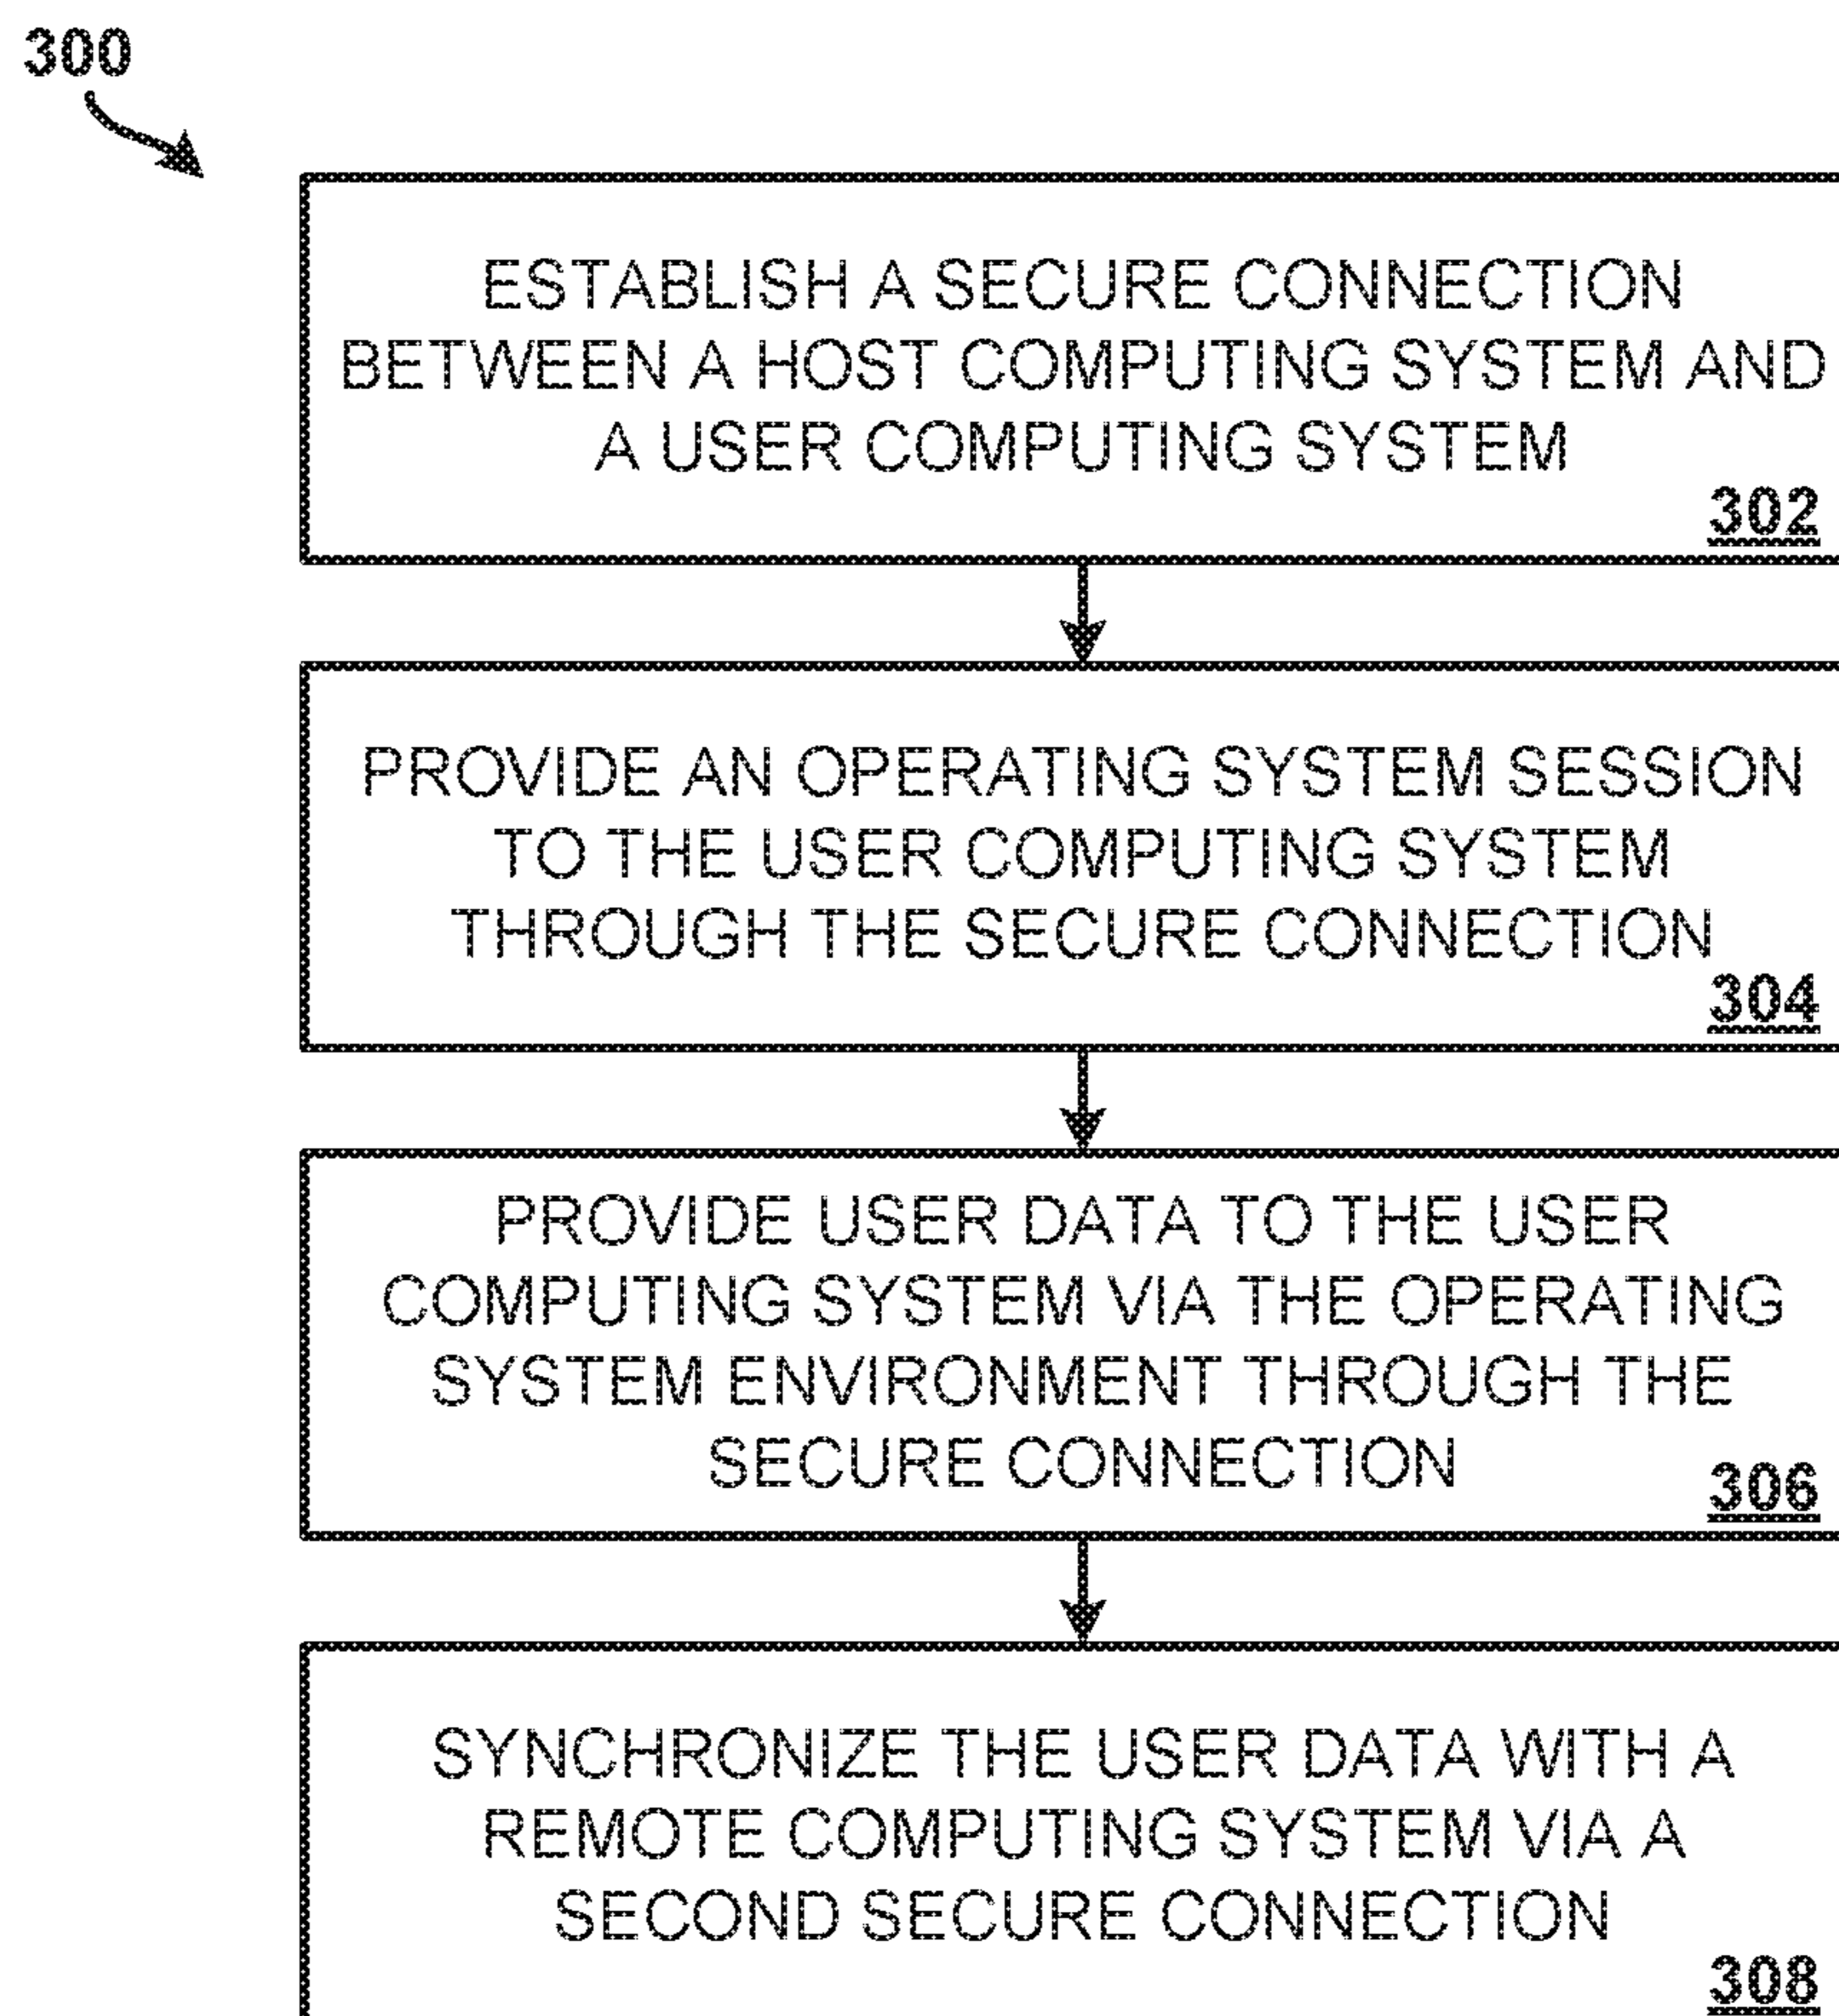 300
ESTABLISH A SECURE CONNECTION
BETWEEN A HOST COMPUTING SYSTEM AND
A USER COMPUTING SYSTEM
302
PROVIDE AN OPERATING SYSTEM SESSION
TO THE USER COMPUTING SYSTEM
THROUGH THE SECURE CONNECTION
304
PROVIDE USER DATA TO THE USER
COMPUTING SYSTEM VIA THE OPERATING
SYSTEM ENVIRONMENT THROUGH THE
SECURE CONNECTION
306
SYNCHRONIZE THE USER DATA WITH A
REMOTE COMPUTING SYSTEM VIA A
SECOND SECURE CONNECTION
308